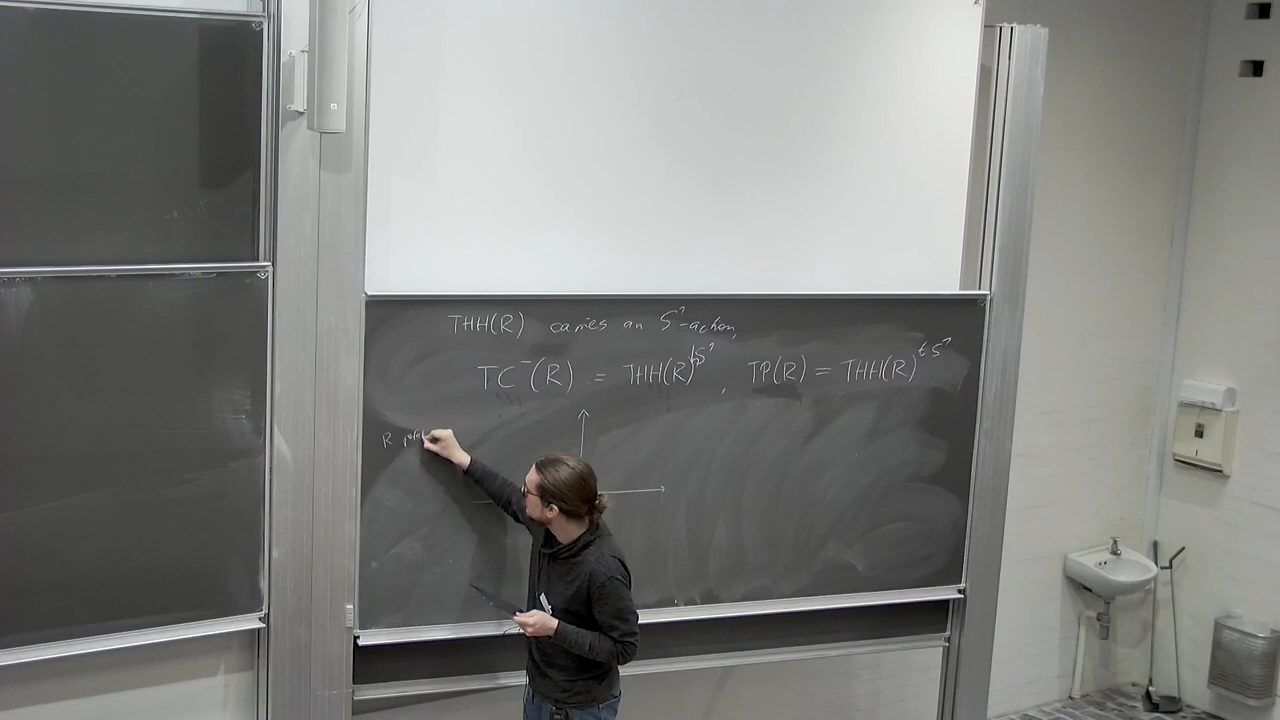 THH(R) carries an S¹-action,
TC⁻(R) = THH(R)^{hS¹}, TP(R) = THH(R)^{tS¹}
R